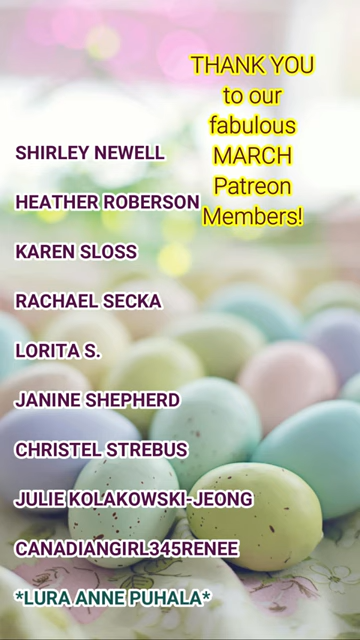 THANK YOU
to our
fabulous
MARCH
Patreon
Members!
SHIRLEY NEWELL
HEATHER ROBERSON
KAREN SLOSS
RACHAEL SECKA
LORITA S.
JANINE SHEPHERD
CHRISTEL STREBUS
JULIE KOLAKOWSKI-JEONG
CANADIANGIRL345RENEE
*LURA ANNE PUHALA*